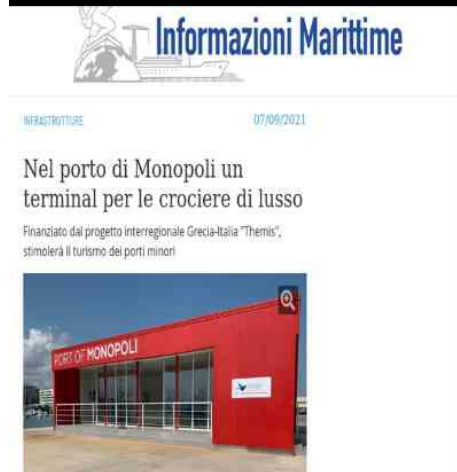 Informazioni Marittime
INFRASTRUTTURE 07/09/2021
Nel porto di Monopoli un
terminal per le crociere di lusso
Finanziato dal progetto interregionale Grecia-Italia "Themis",
stimolerà il turismo dei porti minori
PORT OF MONOPOLI